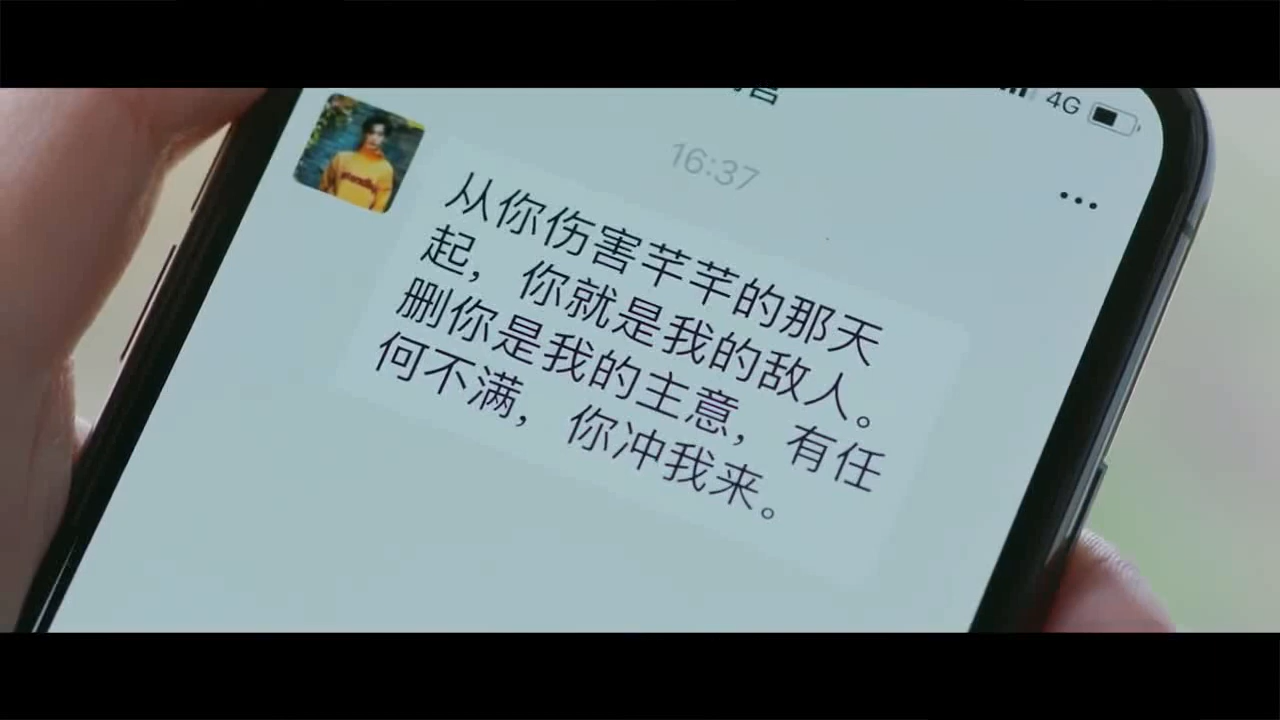 4G
16:37
从你伤害芊芊的那天
起，你就是我的敌人。
删你是我的主意，有任
何不满，你冲我来。